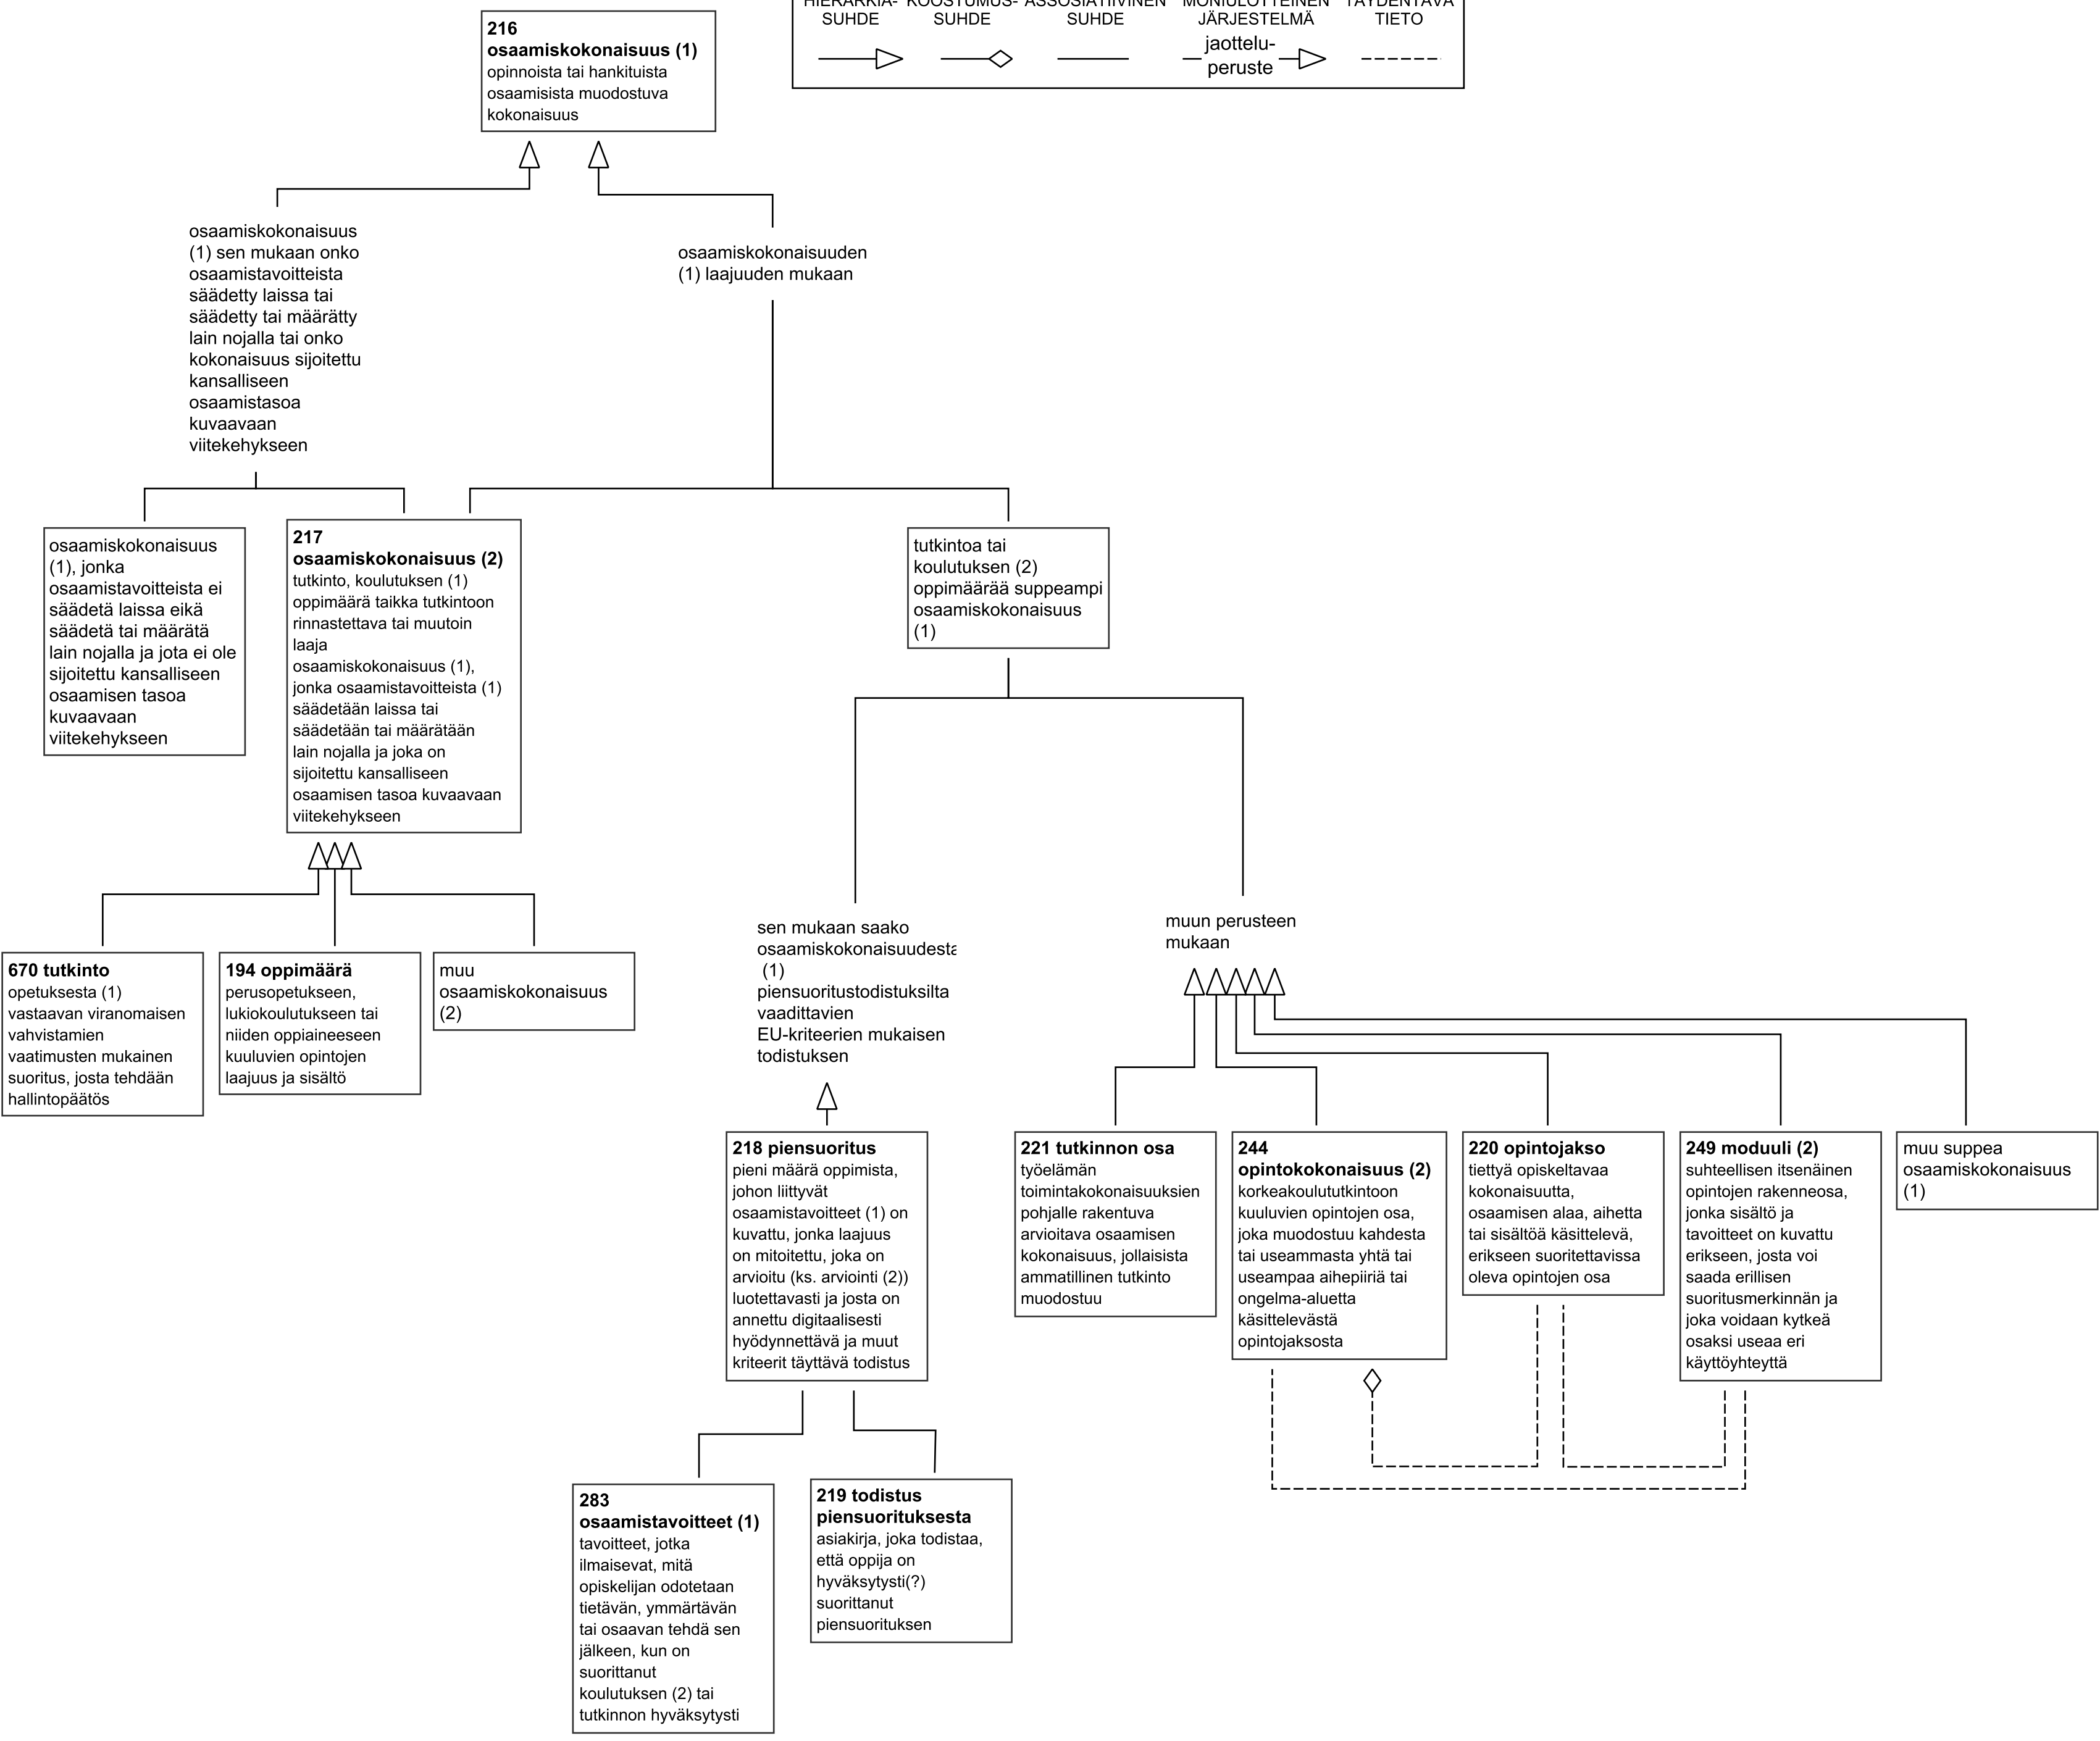 HIERARKIA-
SUHDE
KOOSTUMUS-
SUHDE
ASSOSIATIIVINEN
SUHDE
MONIULOTTEINEN
JÄRJESTELMÄ
TÄYDENTÄVÄ
TIETO
jaottelu-
peruste
216
osaamiskokonaisuus (1)
opinnoista tai hankituista
osaamisista muodostuva
kokonaisuus
osaamiskokonaisuus
(1) sen mukaan onko
osaamistavoitteista
säädetty laissa tai
säädetty tai määrätty
lain nojalla tai onko
kokonaisuus sijoitettu
kansalliseen
osaamistasoa
kuvaavaan
viitekehykseen
osaamiskokonaisuuden
(1) laajuuden mukaan
osaamiskokonaisuus
(1), jonka
osaamistavoitteista ei
säädetä laissa eikä
säädetä tai määrätä
lain nojalla ja jota ei ole
sijoitettu kansalliseen
osaamisen tasoa
kuvaavaan
viitekehykseen
217
osaamiskokonaisuus (2)
tutkinto, koulutuksen (1)
oppimäärä taikka tutkintoon
rinnastettava tai muutoin
laaja
osaamiskokonaisuus (1),
jonka osaamistavoitteista (1)
säädetään laissa tai
säädetään tai määrätään
lain nojalla ja joka on
sijoitettu kansalliseen
osaamisen tasoa kuvaavaan
viitekehykseen
tutkintoa tai
koulutuksen (2)
oppimäärää suppeampi
osaamiskokonaisuus
(1)
670 tutkinto
opetuksesta (1)
vastaavan viranomaisen
vahvistamien
vaatimusten mukainen
suoritus, josta tehdään
hallintopäätös
194 oppimäärä
perusopetukseen,
lukiokoulutukseen tai
niiden oppiaineeseen
kuuluvien opintojen
laajuus ja sisältö
muu
osaamiskokonaisuus
(2)
sen mukaan saako
osaamiskokonaisuudesta
(1)
piensuoritustodistuksilta
vaadittavien
EU-kriteerien mukaisen
todistuksen
muun perusteen
mukaan
218 piensuoritus
pieni määrä oppimista,
johon liittyvät
osaamistavoitteet (1) on
kuvattu, jonka laajuus
on mitoitettu, joka on
arvioitu (ks. arviointi (2))
luotettavasti ja josta on
annettu digitaalisesti
hyödynnettävä ja muut
kriteerit täyttävä todistus
221 tutkinnon osa
työelämän
toimintakokonaisuuksien
pohjalle rakentuva
arvioitava osaamisen
kokonaisuus, jollaisista
ammatillinen tutkinto
muodostuu
244
opintokokonaisuus (2)
korkeakoulututkintoon
kuuluvien opintojen osa,
joka muodostuu kahdesta
tai useammasta yhtä tai
useampaa aihepiiriä tai
ongelma-aluetta
käsittelevästä
opintojaksosta
220 opintojakso
tiettyä opiskeltavaa
kokonaisuutta,
osaamisen alaa, aihetta
tai sisältöä käsittelevä,
erikseen suoritettavissa
oleva opintojen osa
249 moduuli (2)
suhteellisen itsenäinen
opintojen rakenneosa,
jonka sisältö ja
tavoitteet on kuvattu
erikseen, josta voi
saada erillisen
suoritusmerkinnän ja
joka voidaan kytkeä
osaksi useaa eri
käyttöyhteyttä
muu suppea
osaamiskokonaisuus
(1)
283
osaamistavoitteet (1)
tavoitteet, jotka
ilmaisevat, mitä
opiskelijan odotetaan
tietävän, ymmärtävän
tai osaavan tehdä sen
jälkeen, kun on
suorittanut
koulutuksen (2) tai
tutkinnon hyväksytysti
219 todistus
piensuorituksesta
asiakirja, joka todistaa,
että oppija on
hyväksytysti(?)
suorittanut
piensuorituksen